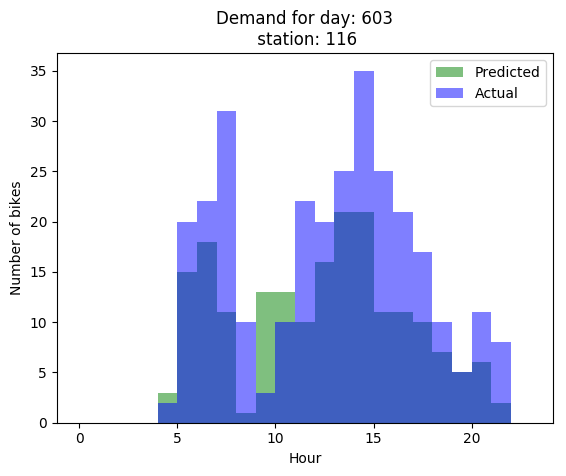 Demand for day: 603
station: 116
Predicted
Actual
Number of bikes
35
30
25
20
15
10
5
0
0 5 10 15 20
Hour